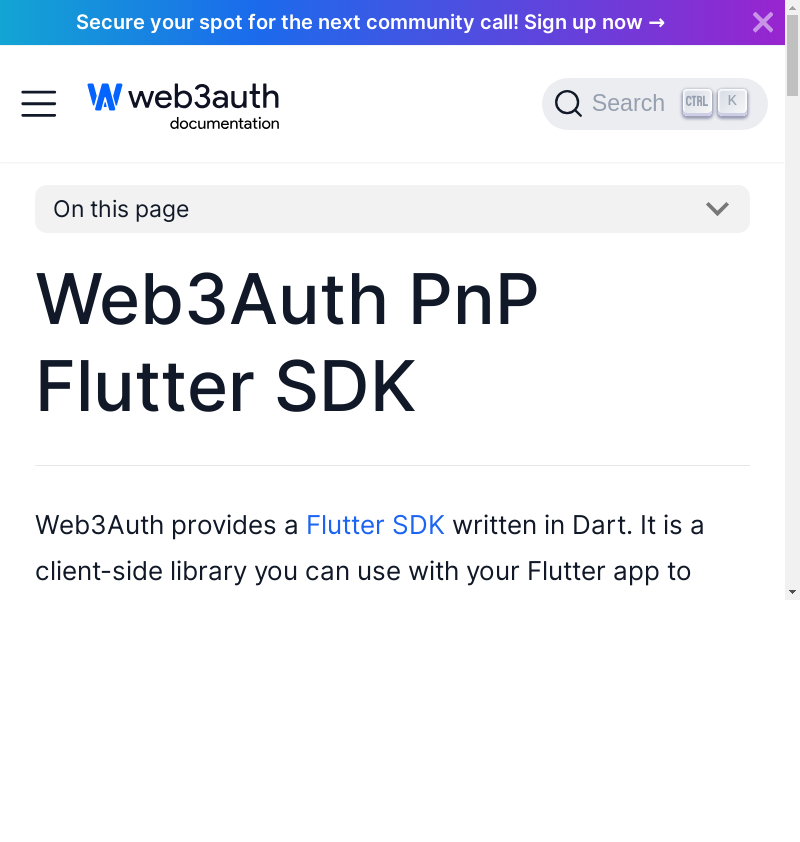 Secure your spot for the next community call! Sign up now →
web3auth
documentation
Search CTRL K
On this page
Web3Auth PnP
Flutter SDK
Web3Auth provides a Flutter SDK written in Dart. It is a
client-side library you can use with your Flutter app to